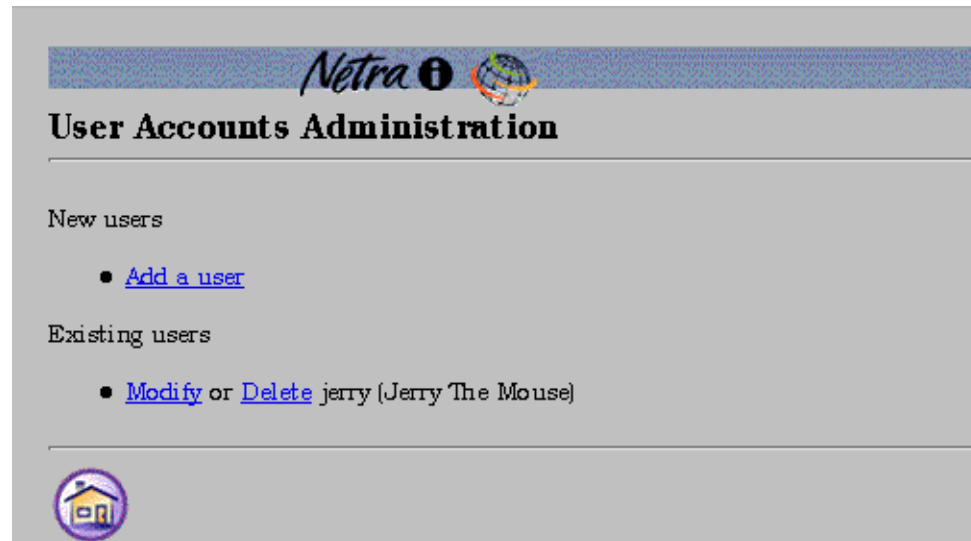 Netra i
User Accounts Administration
New users
• Add a user
Existing users
• Modify or Delete jerry (Jerry The Mouse)